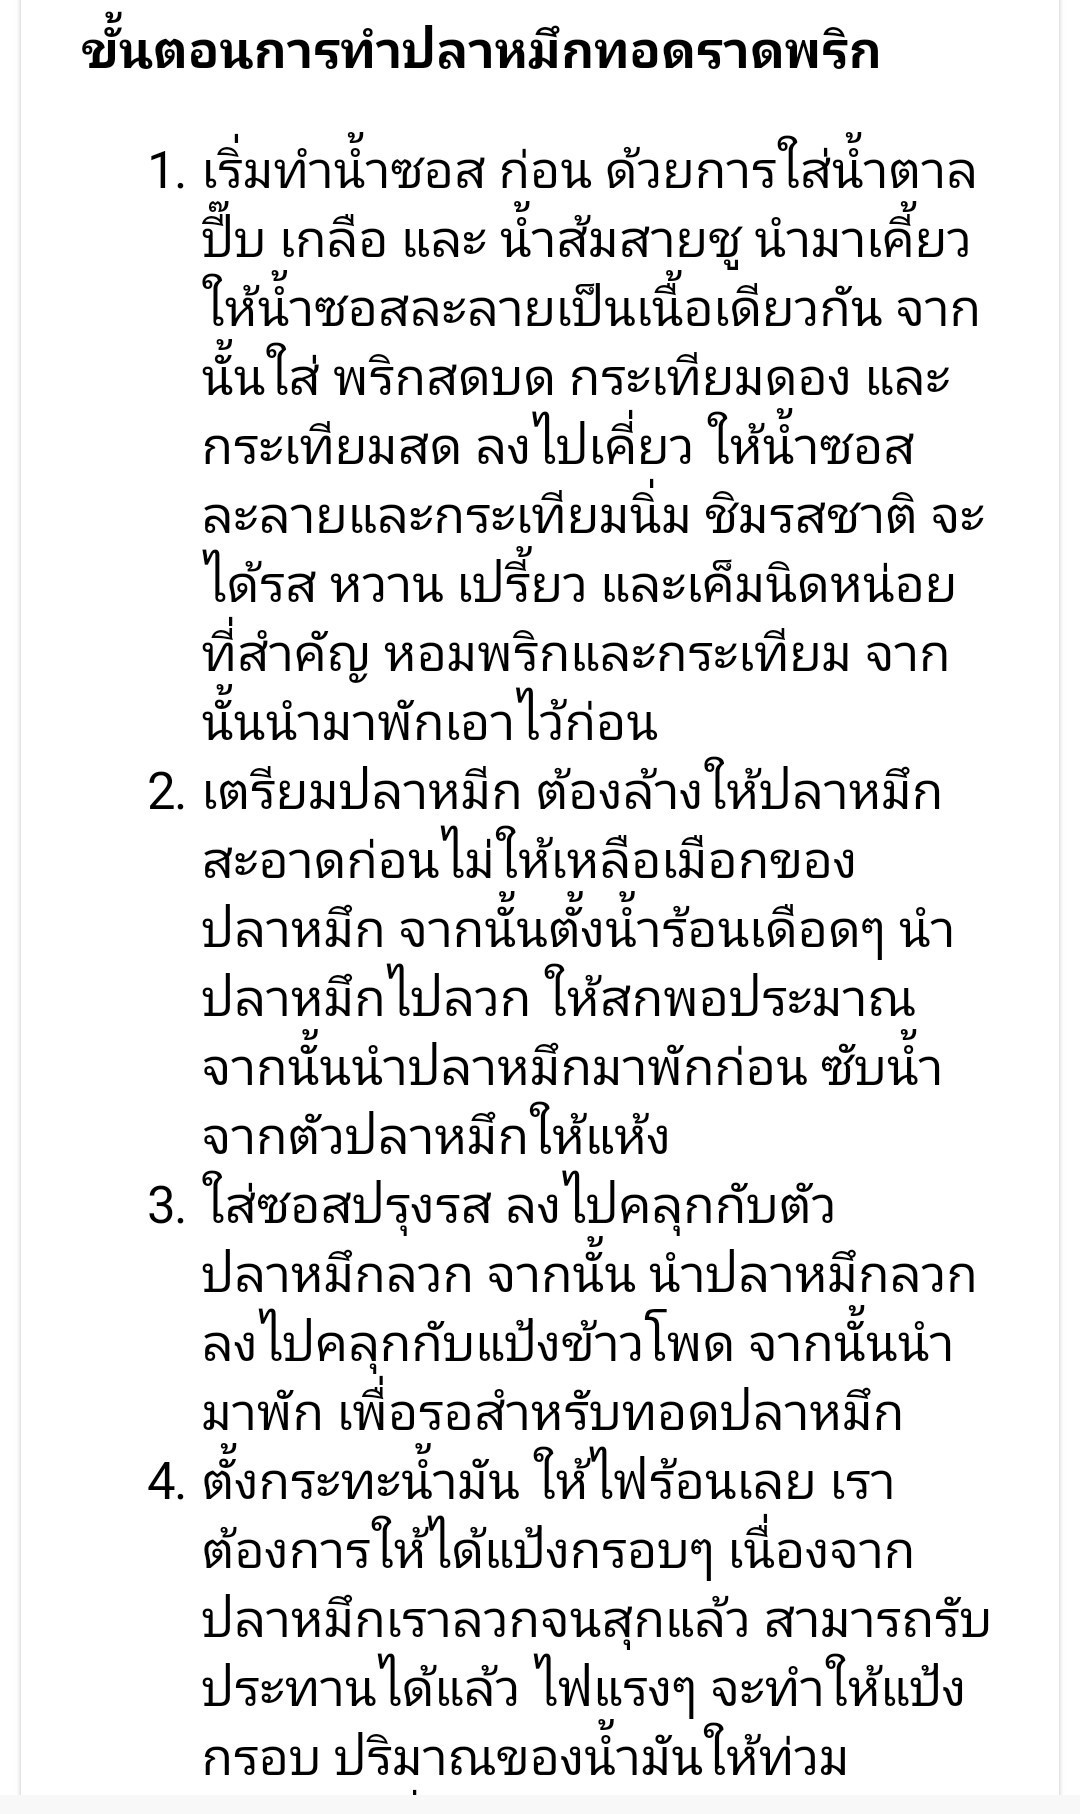 ขั้นตอนการทำปลาหมึกทอดราดพริก
1. เริ่มทำน้ำซอส ก่อน ด้วยการใส่น้ำตาล
ปี๊บ เกลือ และ น้ำส้มสายชู นำมาเคี้ยว
ให้น้ำซอสละลายเป็นเนื้อเดียวกัน จาก
นั้นใส่ พริกสดบด กระเทียมดอง และ
กระเทียมสด ลงไปเคี่ยว ให้น้ำซอส
ละลายและกระเทียมนิ่ม ชิมรสชาติ จะ
ได้รส หวาน เปรี้ยว และเค็มนิดหน่อย
ที่สำคัญ หอมพริกและกระเทียม จาก
นั้นนำมาพักเอาไว้ก่อน
2. เตรียมปลาหมีก ต้องล้างให้ปลาหมึก
สะอาดก่อนไม่ให้เหลือเมือกของ
ปลาหมึก จากนั้นตั้งน้ำร้อนเดือดๆ นำ
ปลาหมึกไปลวก ให้สกพอประมาณ
จากนั้นนำปลาหมึกมาพักก่อน ซับน้ำ
จากตัวปลาหมึกให้แห้ง
3. ใส่ซอสปรุงรส ลงไปคลุกกับตัว
ปลาหมึกลวก จากนั้น นำปลาหมึกลวก
ลงไปคลุกกับแป้งข้าวโพด จากนั้นนำ
มาพัก เพื่อรอสำหรับทอดปลาหมึก
4. ตั้งกระทะน้ำมัน ให้ไฟร้อนเลย เรา
ต้องการให้ได้แป้งกรอบๆ เนื่องจาก
ปลาหมึกเราลวกจนสุกแล้ว สามารถรับ
ประทานได้แล้ว ไฟแรงๆ จะทำให้แป้ง
กรอบ ปริมาณของน้ำมันให้ท่วม